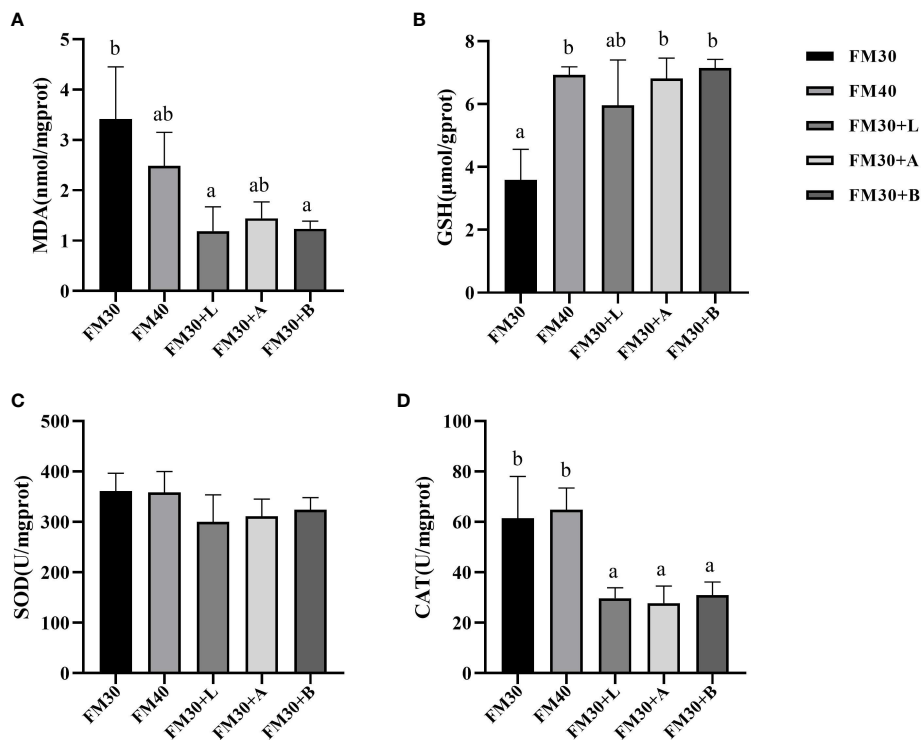 A
MDA(nmol/mgprot)
5
4
3
2
1
0
b
ab
a
ab
a
FM30
FM40
FM30+L
FM30+A
FM30+B
B
GSH(μmol/gprot)
8
6
4
2
0
a
b
ab
b
b
FM30
FM40
FM30+L
FM30+A
FM30+B
FM30
FM40
FM30+L
FM30+A
FM30+B
C
SOD(U/mgprot)
500
400
300
200
100
0
FM30
FM40
FM30+L
FM30+A
FM30+B
D
CAT(U/mgprot)
100
80
60
40
20
0
b
b
a
a
a
FM30
FM40
FM30+L
FM30+A
FM30+B